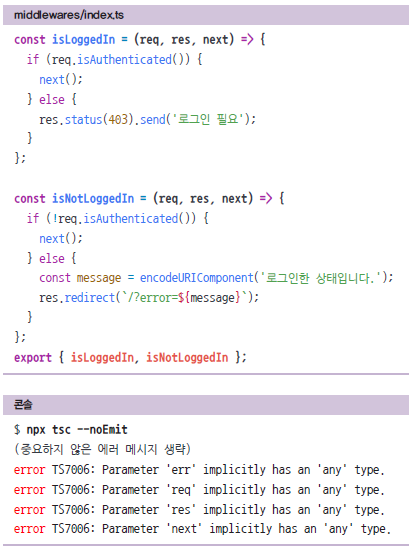 middlewares/index.ts
const isLoggedIn = (req, res, next) => {
if (req.isAuthenticated()) {
next();
} else {
res.status(403).send('로그인 필요');
}
};
const isNotLoggedIn = (req, res, next) => {
if (!req.isAuthenticated()) {
next();
} else {
const message = encodeURIComponent('로그인한 상태입니다.');
res.redirect(`/?error=${message}`);
}
};
export { isLoggedIn, isNotLoggedIn };
콘솔
$ npx tsc --noEmit
(중요하지 않은 에러 메시지 생략)
error TS7006: Parameter 'err' implicitly has an 'any' type.
error TS7006: Parameter 'req' implicitly has an 'any' type.
error TS7006: Parameter 'res' implicitly has an 'any' type.
error TS7006: Parameter 'next' implicitly has an 'any' type.